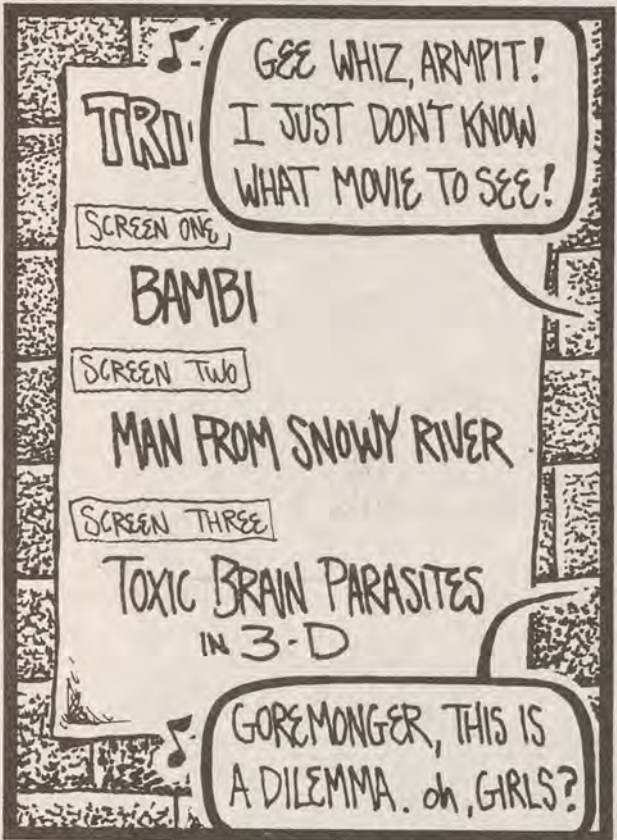 GEE WHIZ, ARMPIT!
I JUST DON'T KNOW
WHAT MOVIE TO SEE!
SCREEN ONE
BAMBI
SCREEN TWO
MAN FROM SNOWY RIVER
SCREEN THREE
TOXIC BRAIN PARASITES
IN 3-D
GOREMONGER, THIS IS
A DILEMMA. oh, GIRLS?